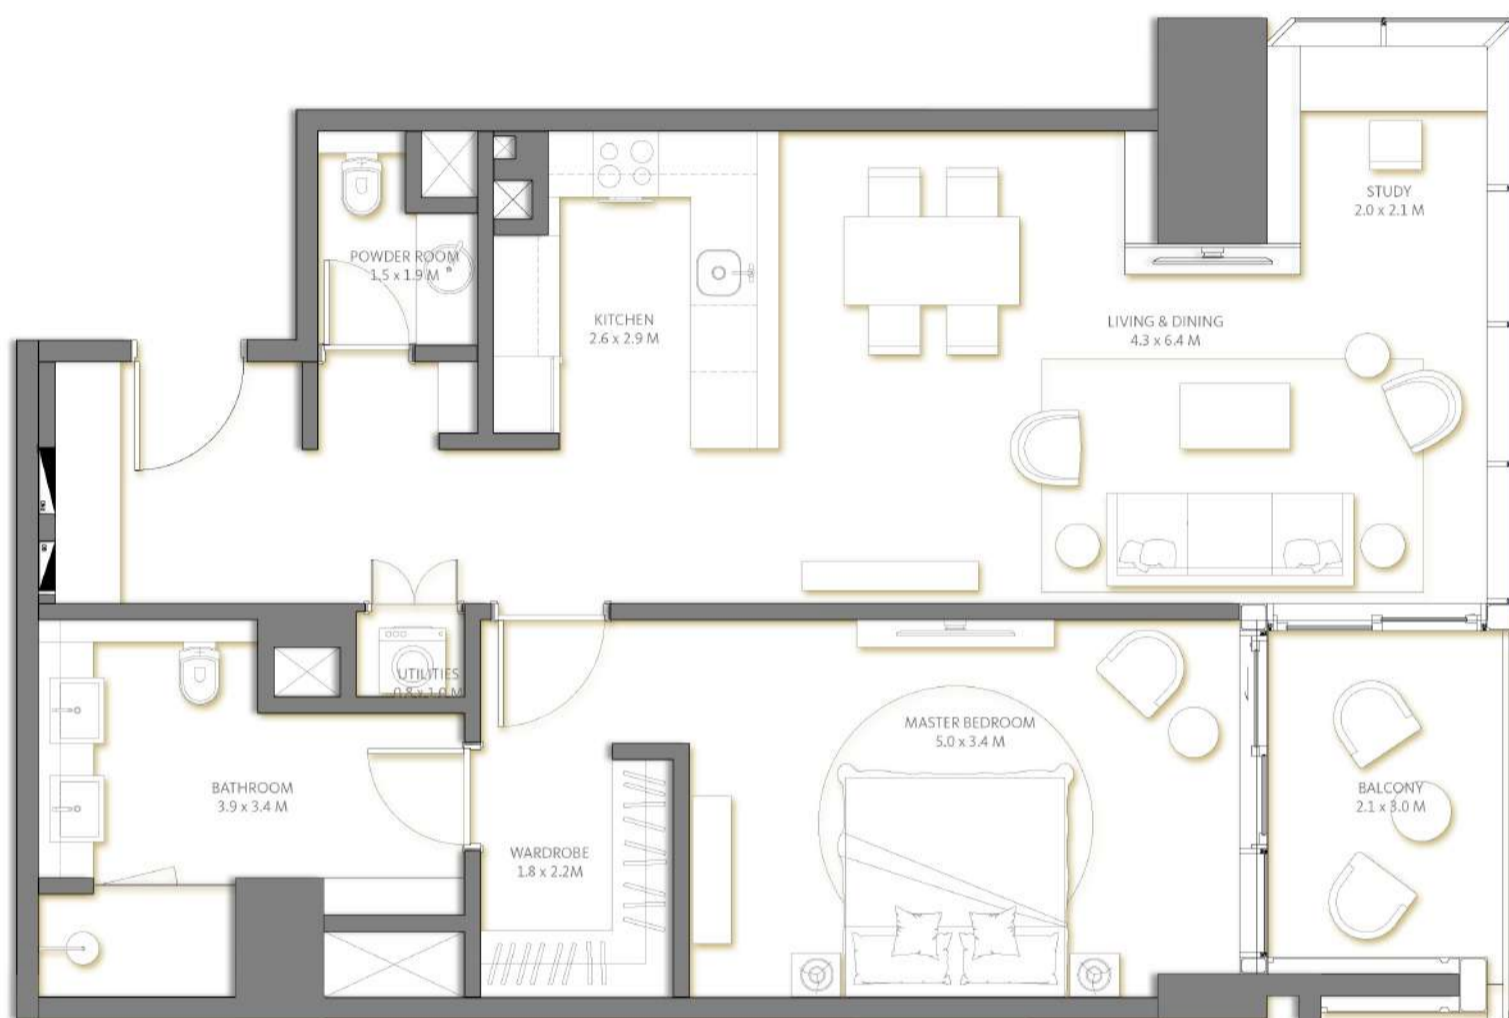 STUDY
2.0 x 2.1 M
POWDER ROOM
1.5 x 1.9 M
KITCHEN
2.6 x 2.9 M
LIVING & DINING
4.3 x 6.4 M
UTILITIES
0.8 x 1.0 M
MASTER BEDROOM
5.0 x 3.4 M
BATHROOM
3.9 x 3.4 M
BALCONY
2.1 x 3.0 M
WARDROBE
1.8 x 2.2M